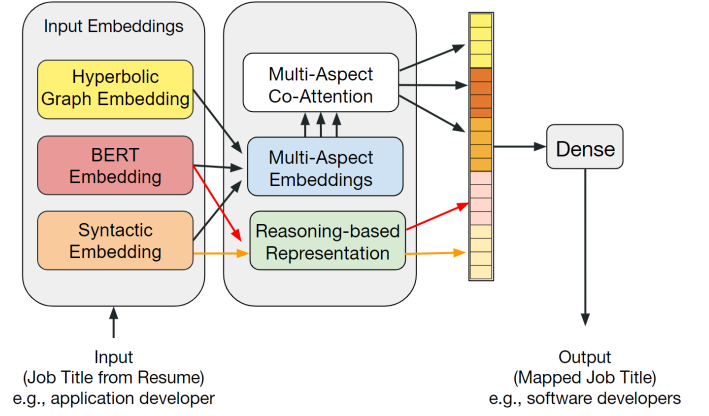 Input Embeddings
Hyperbolic
Graph Embedding
BERT
Embedding
Syntactic
Embedding
Multi-Aspect
Co-Attention
Multi-Aspect
Embeddings
Reasoning-based
Representation
Dense
Input
(Job Title from Resume)
e.g., application developer
Output
(Mapped Job Title)
e.g., software developers